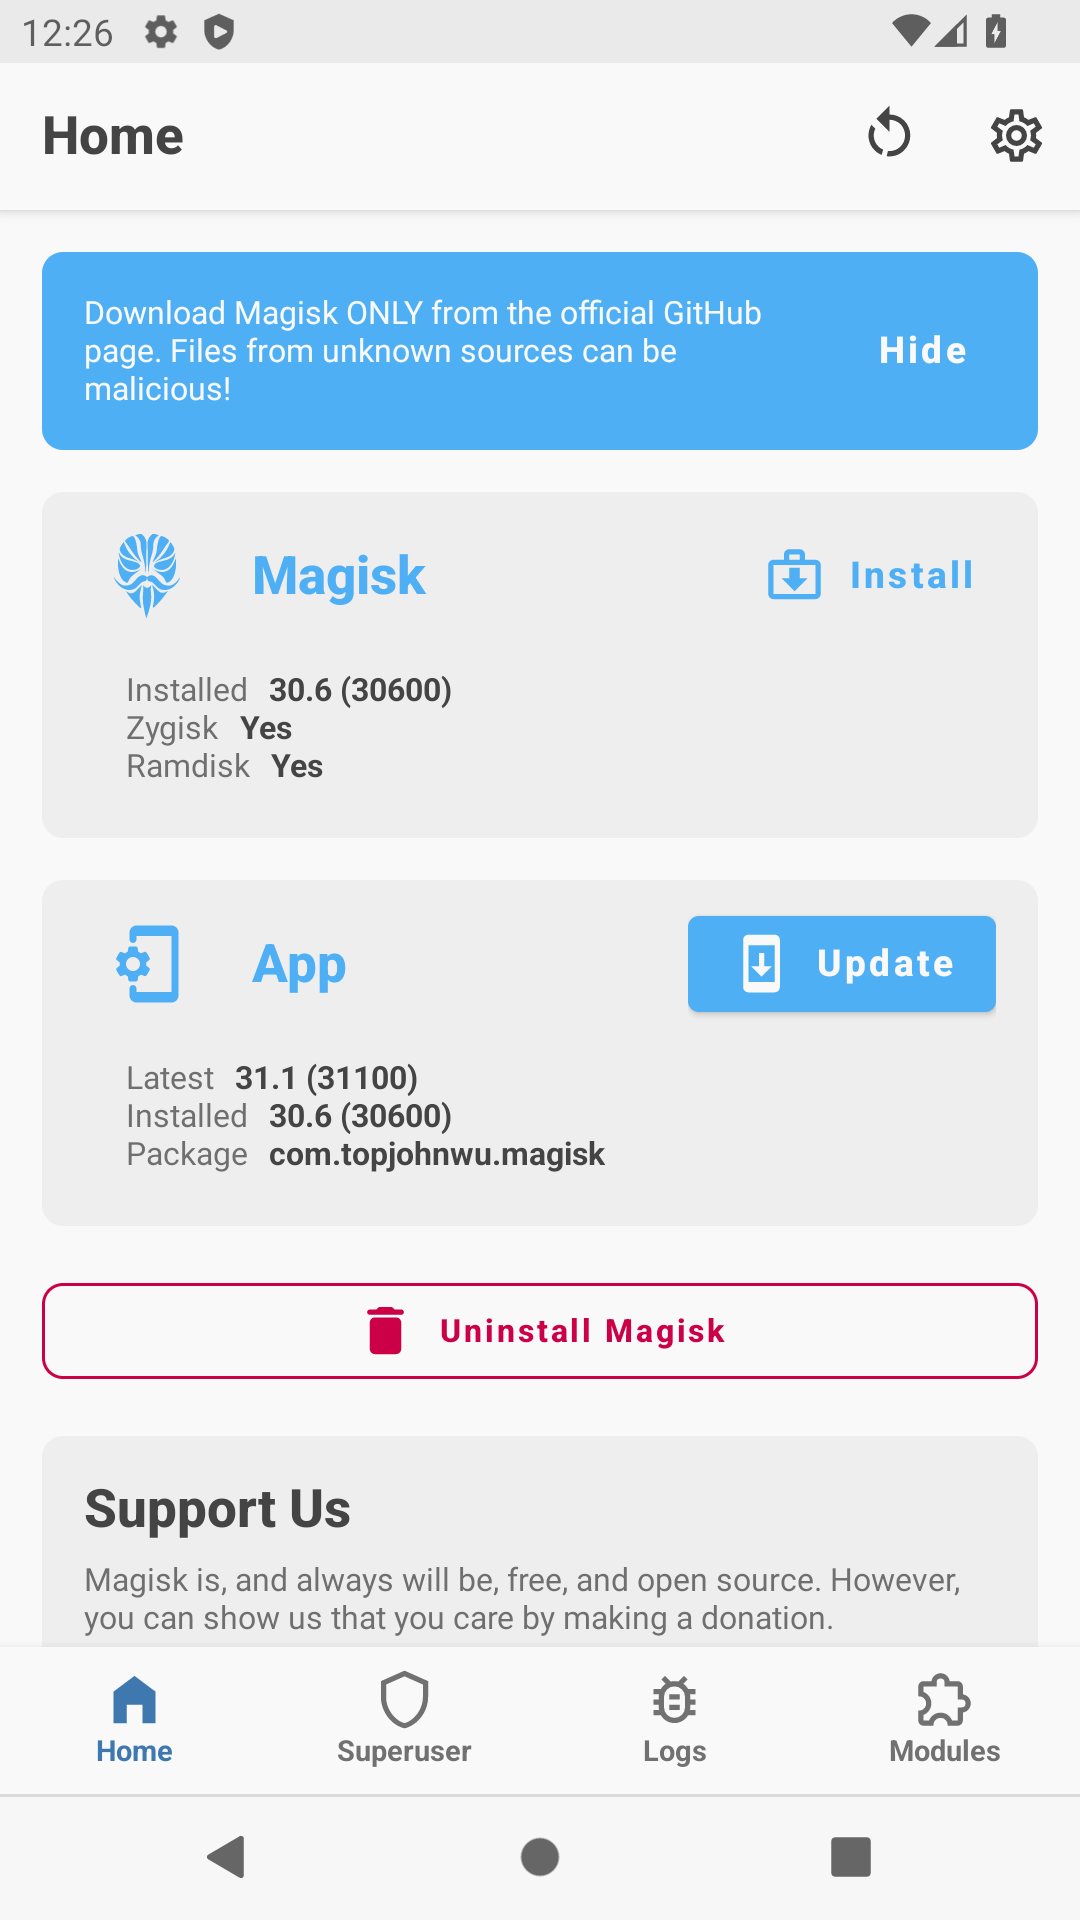 12:26
Home
Download Magisk ONLY from the official GitHub
page. Files from unknown sources can be
malicious!
Hide
Magisk
Install
Installed 30.6 (30600)
Zygisk Yes
Ramdisk Yes
App
Update
Latest 31.1 (31100)
Installed 30.6 (30600)
Package com.topjohnwu.magisk
Uninstall Magisk
Support Us
Magisk is, and always will be, free, and open source. However,
you can show us that you care by making a donation.
Home
Superuser
Logs
Modules